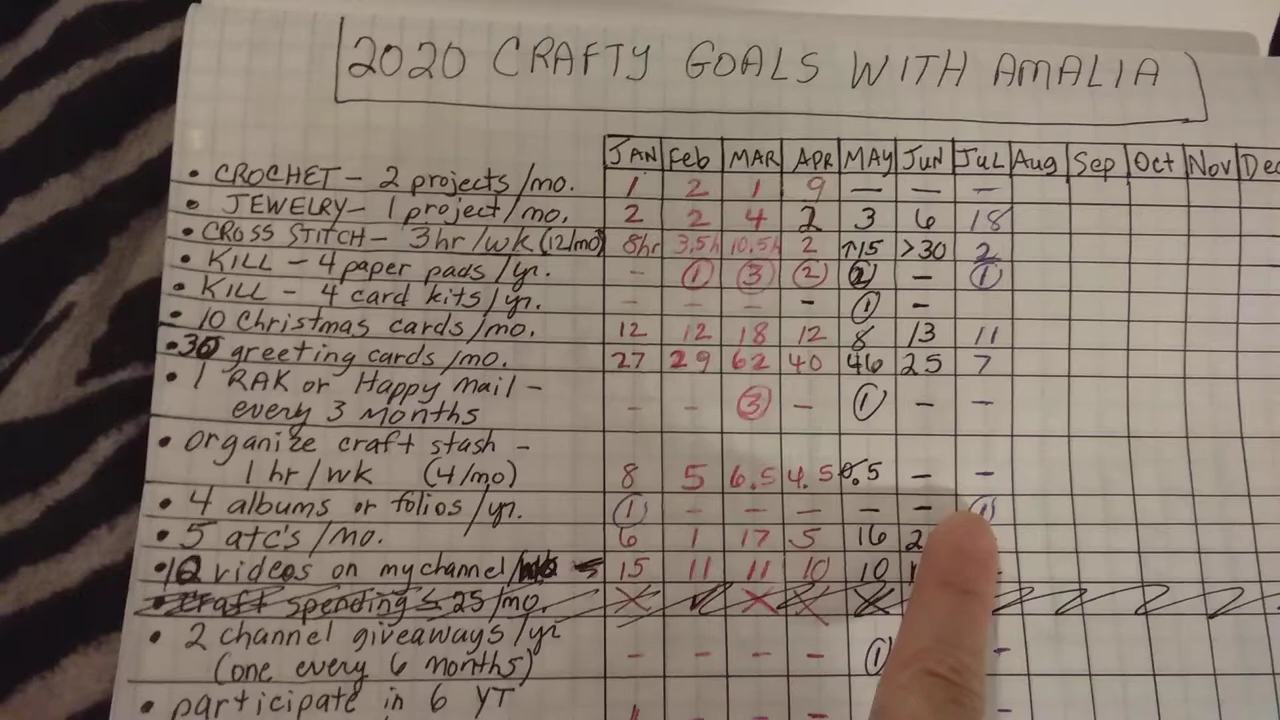 2020 CRAFTY GOALS WITH AMALIA
JAN Feb MAR APR MAY JUN JUL Aug Sep Oct Nov Dec
• CROCHET - 2 projects/mo. 1 2 1 9 — — —
• JEWELRY - 1 project/mo. 2 2 4 2 3 6 18
• CROSS STITCH - 3hr/wk (12/mo) 8hr 3.5h 10.5h 2 ↑15 >30 2
• KILL - 4 paper pads/yr. - ① ③ ② ② - ①
• KILL - 4 card kits/yr. - - - - ① -
• 10 Christmas cards/mo. 12 12 18 12 8 13 11
• 30 greeting cards/mo. 27 29 62 40 46 25 7
• 1 RAK or Happy Mail -
every 3 Months - - ③ - ① - -
• organize craft stash -
1 hr/wk (4/mo) 8 5 6.5 4.5 0.5 - -
• 4 albums or folios/yr. ① - - - - - ①
• 5 atc's/mo. 6 1 17 5 16 2
• 12 videos on my channel/ 15 11 11 10 10
• craft spending ≤ 25/mo. X ✓ X X X
• 2 channel giveaways/yr
(one every 6 months) - - - - ① -
• participate in 6 YT